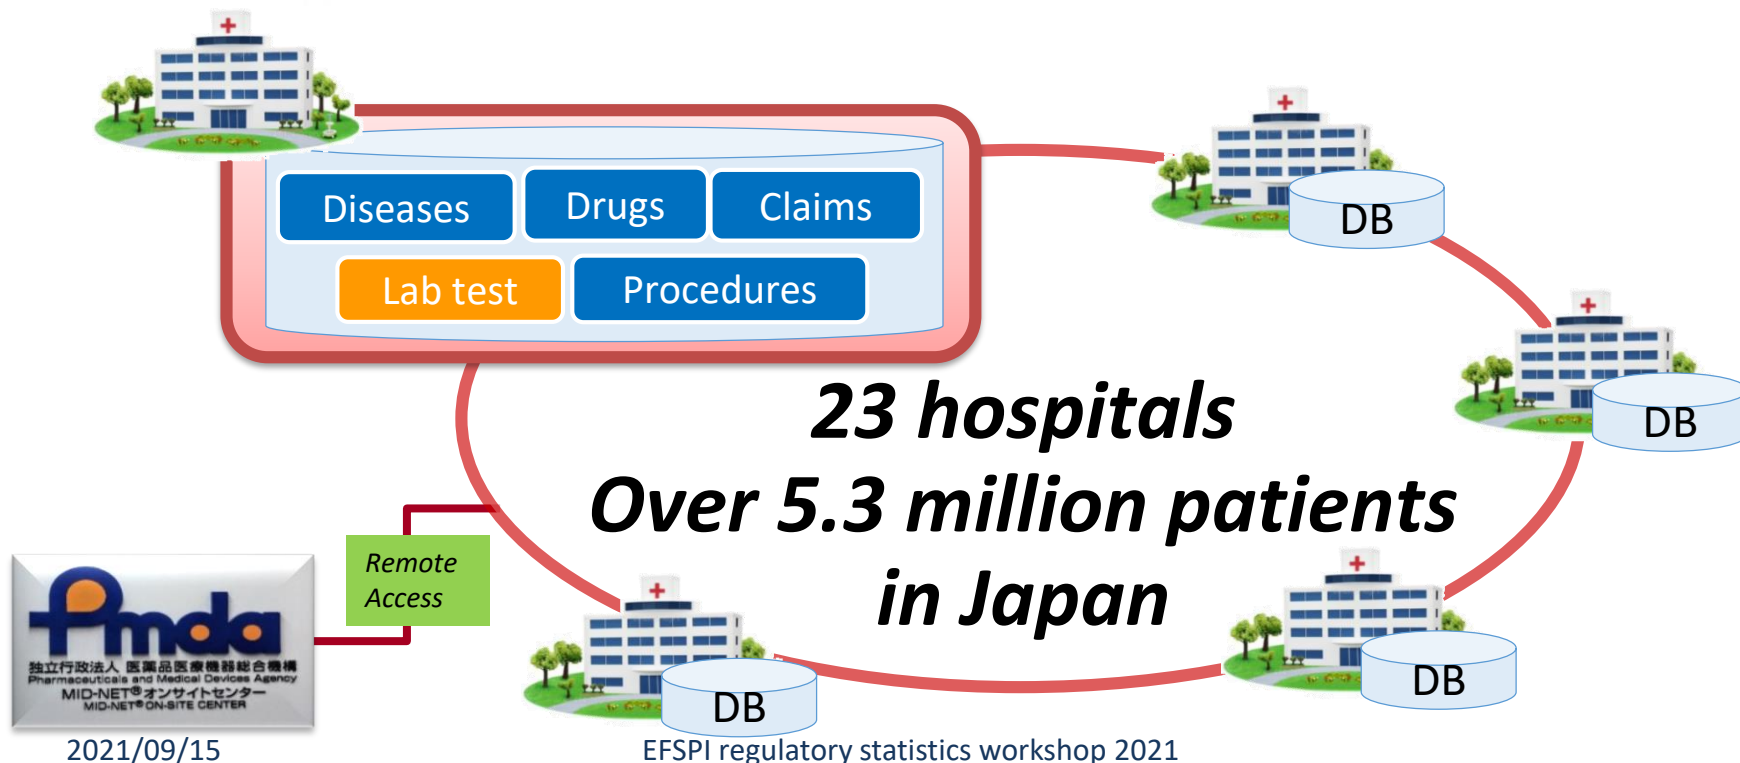 Diseases
Drugs
Claims
Lab test
Procedures
DB
DB
23 hospitals
Over 5.3 million patients
in Japan
Remote
Access
Pmda
独立行政法人 医薬品医療機器総合機構
Pharmaceuticals and Medical Devices Agency
MID-NET® オンサイトセンター
MID-NET® ON-SITE CENTER
DB
DB
2021/09/15
EFSPI regulatory statistics workshop 2021